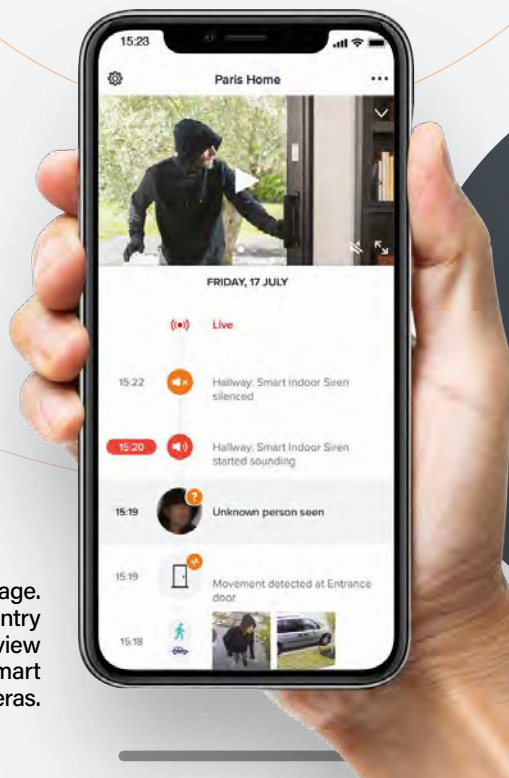 15:23
Paris Home
FRIDAY, 17 JULY
Live
15:22
Hallway: Smart Indoor Siren
silenced
15:20
Hallway: Smart Indoor Siren
started sounding
15:19
?
Unknown person seen
15:19
Movement detected at Entrance
door
15:18
age.
ntry
view
mart
eras.